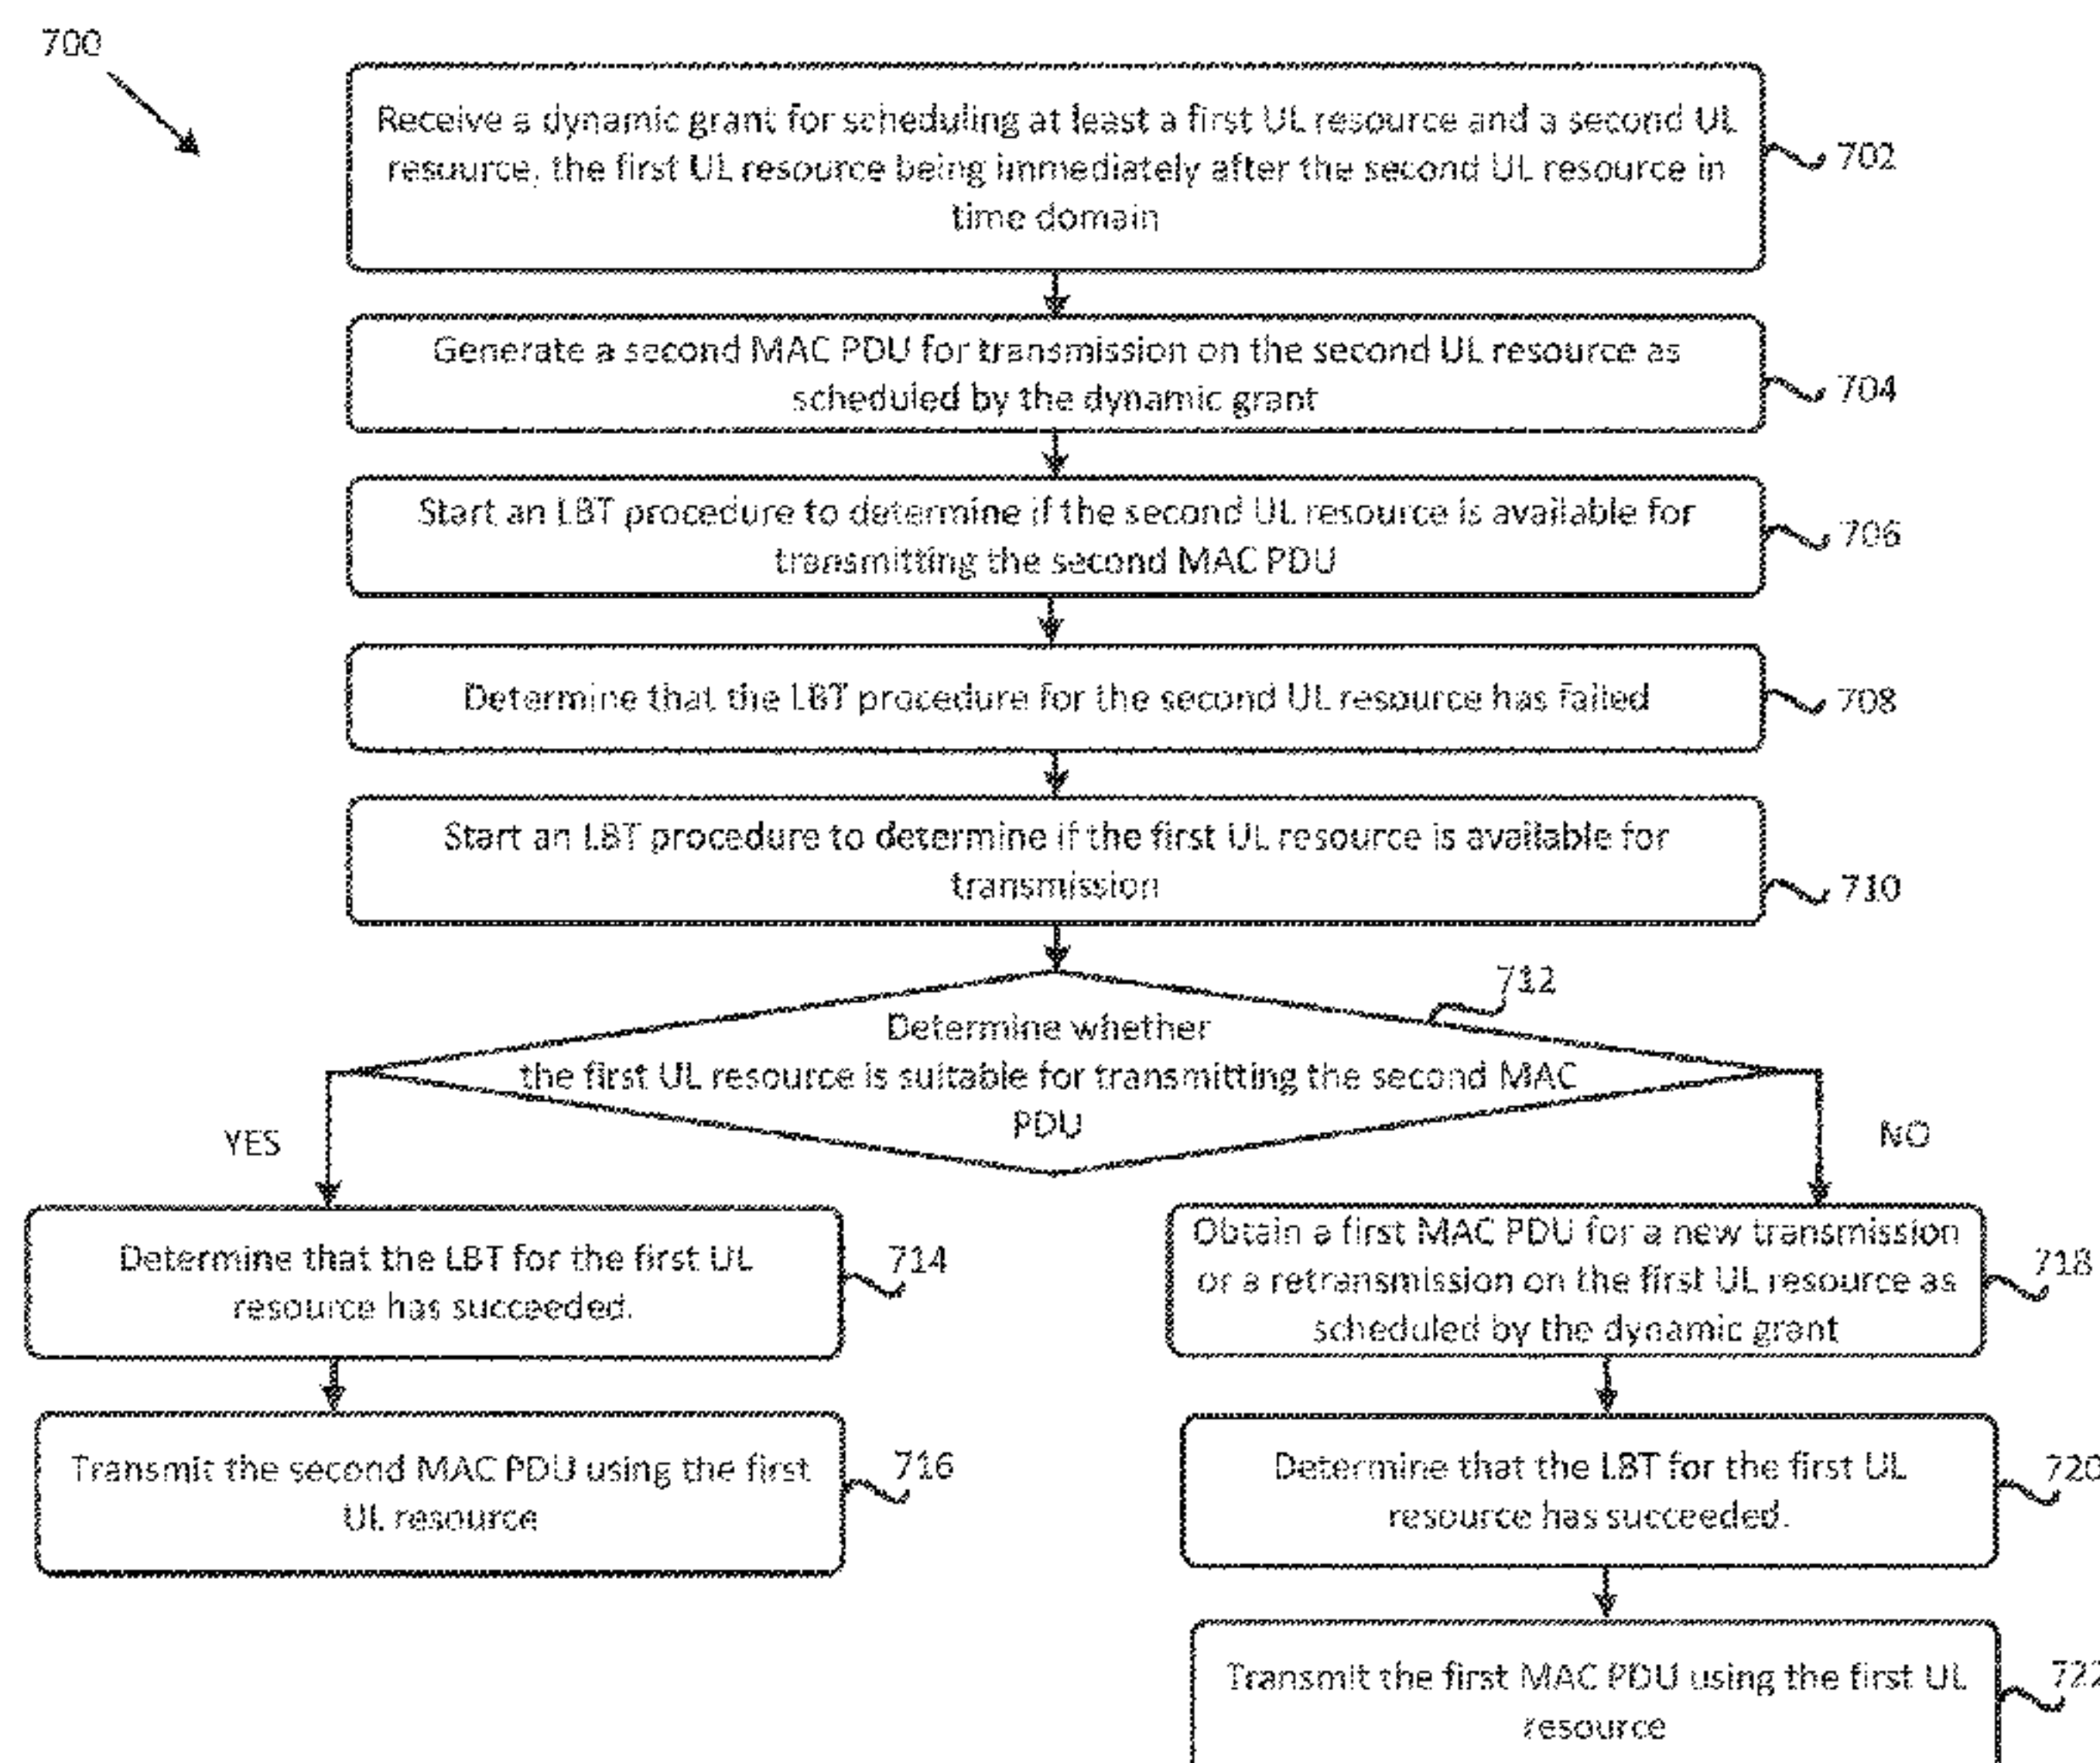 700
Receive a dynamic grant for scheduling at least a first UL resource and a second UL
resource, the first UL resource being immediately after the second UL resource in
time domain
702
Generate a second MAC PDU for transmission on the second UL resource as
scheduled by the dynamic grant
704
Start an LBT procedure to determine if the second UL resource is available for
transmitting the second MAC PDU
706
Determine that the LBT procedure for the second UL resource has failed
708
Start an LBT procedure to determine if the first UL resource is available for
transmission
710
712
Determine whether
the first UL resource is suitable for transmitting the second MAC
PDU
YES
NO
Determine that the LBT for the first UL
resource has succeeded.
714
Obtain a first MAC PDU for a new transmission
or a retransmission on the first UL resource as
scheduled by the dynamic grant
718
Transmit the second MAC PDU using the first
UL resource
716
Determine that the LBT for the first UL
resource has succeeded.
720
Transmit the first MAC PDU using the first UL
resource
722